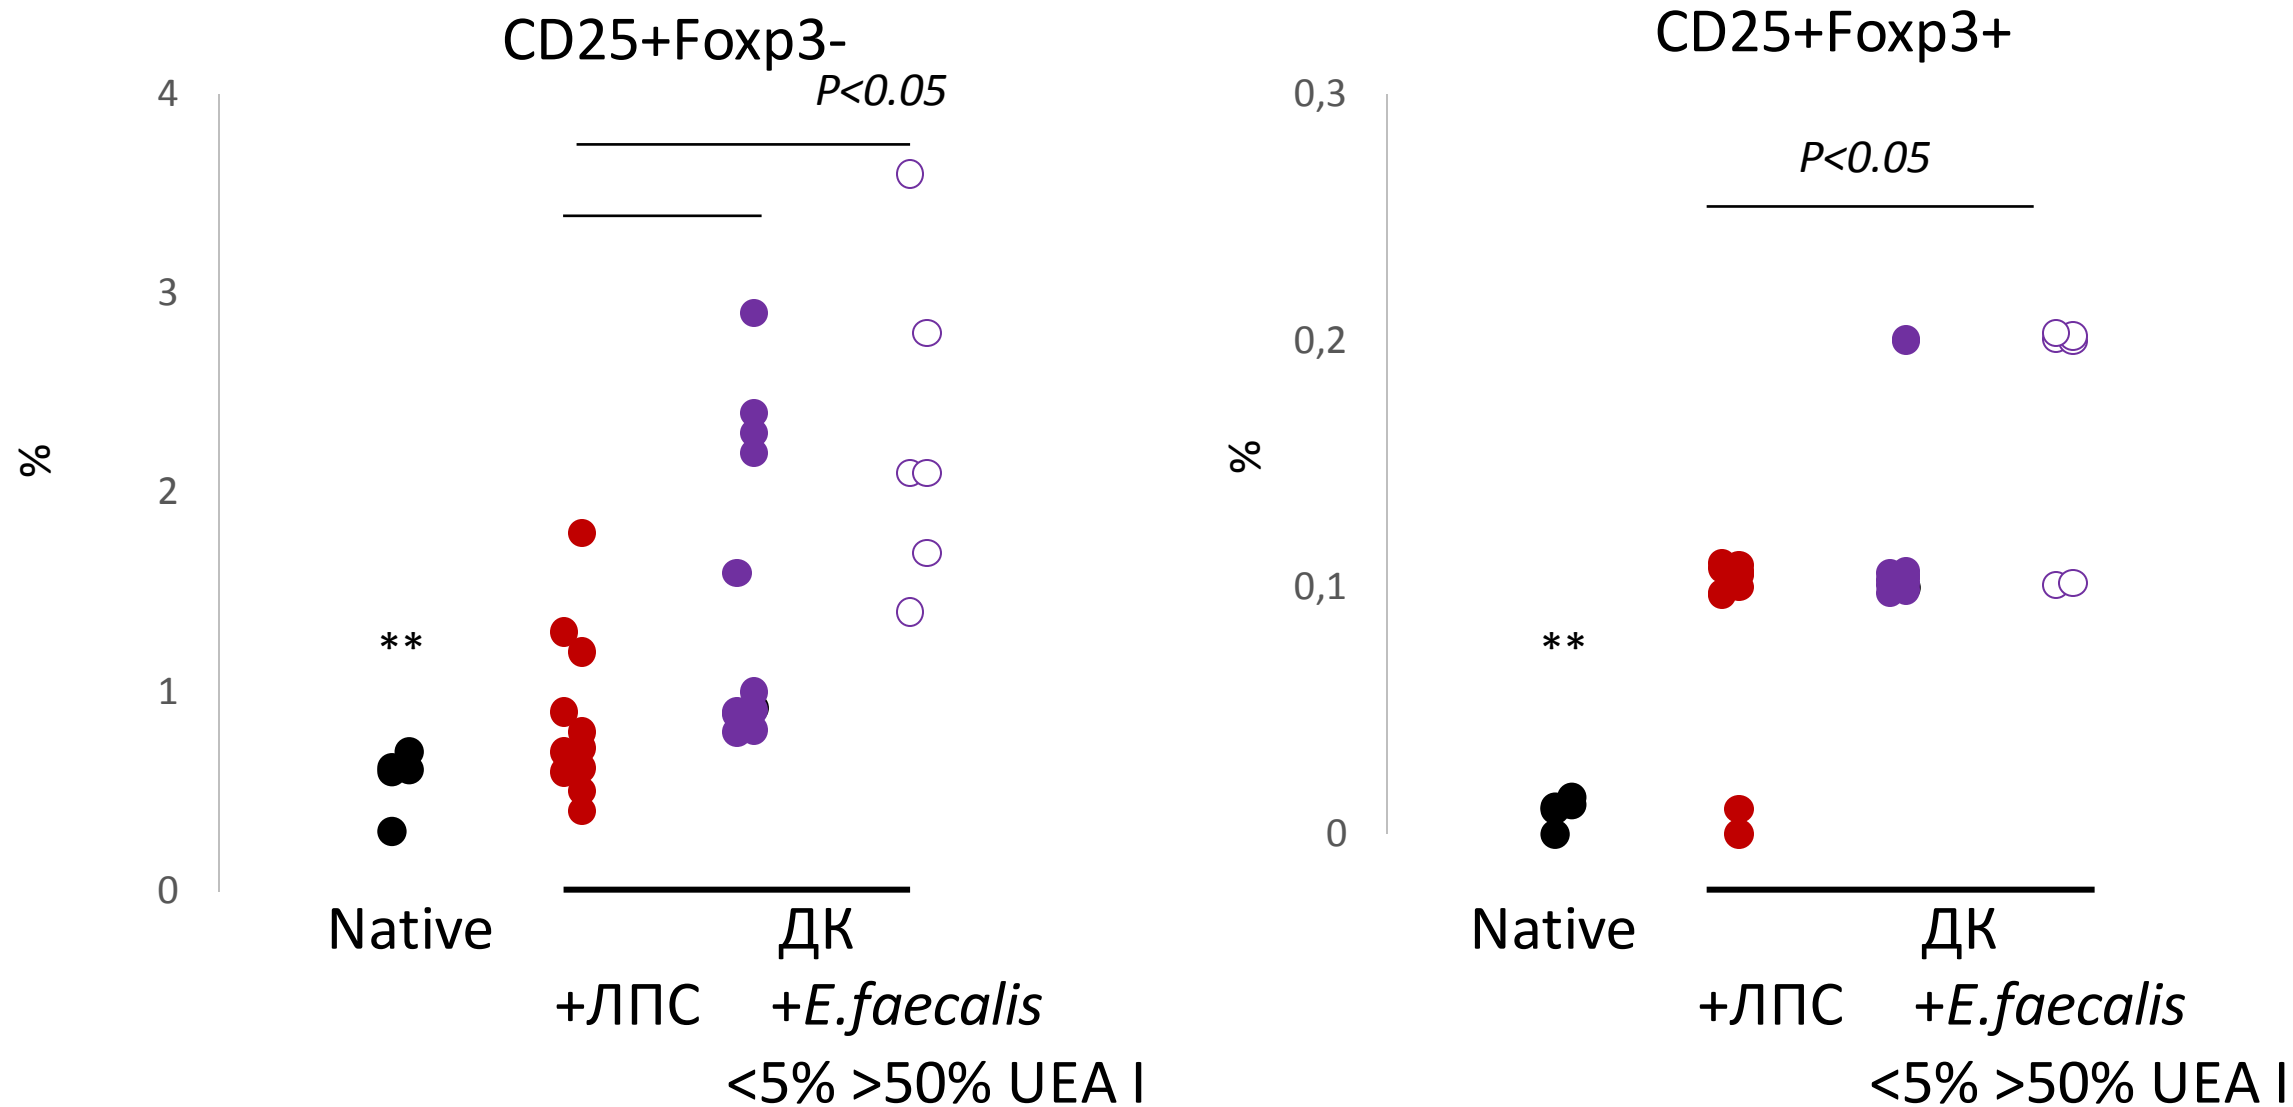 CD25+Foxp3-
P<0.05
4
3
2
1
0
%
**
Native
ДК
+ЛПС
+E.faecalis
<5% >50% UEA I
CD25+Foxp3+
P<0.05
0,3
0,2
0,1
0
%
**
Native
ДК
+ЛПС
+E.faecalis
<5% >50% UEA I